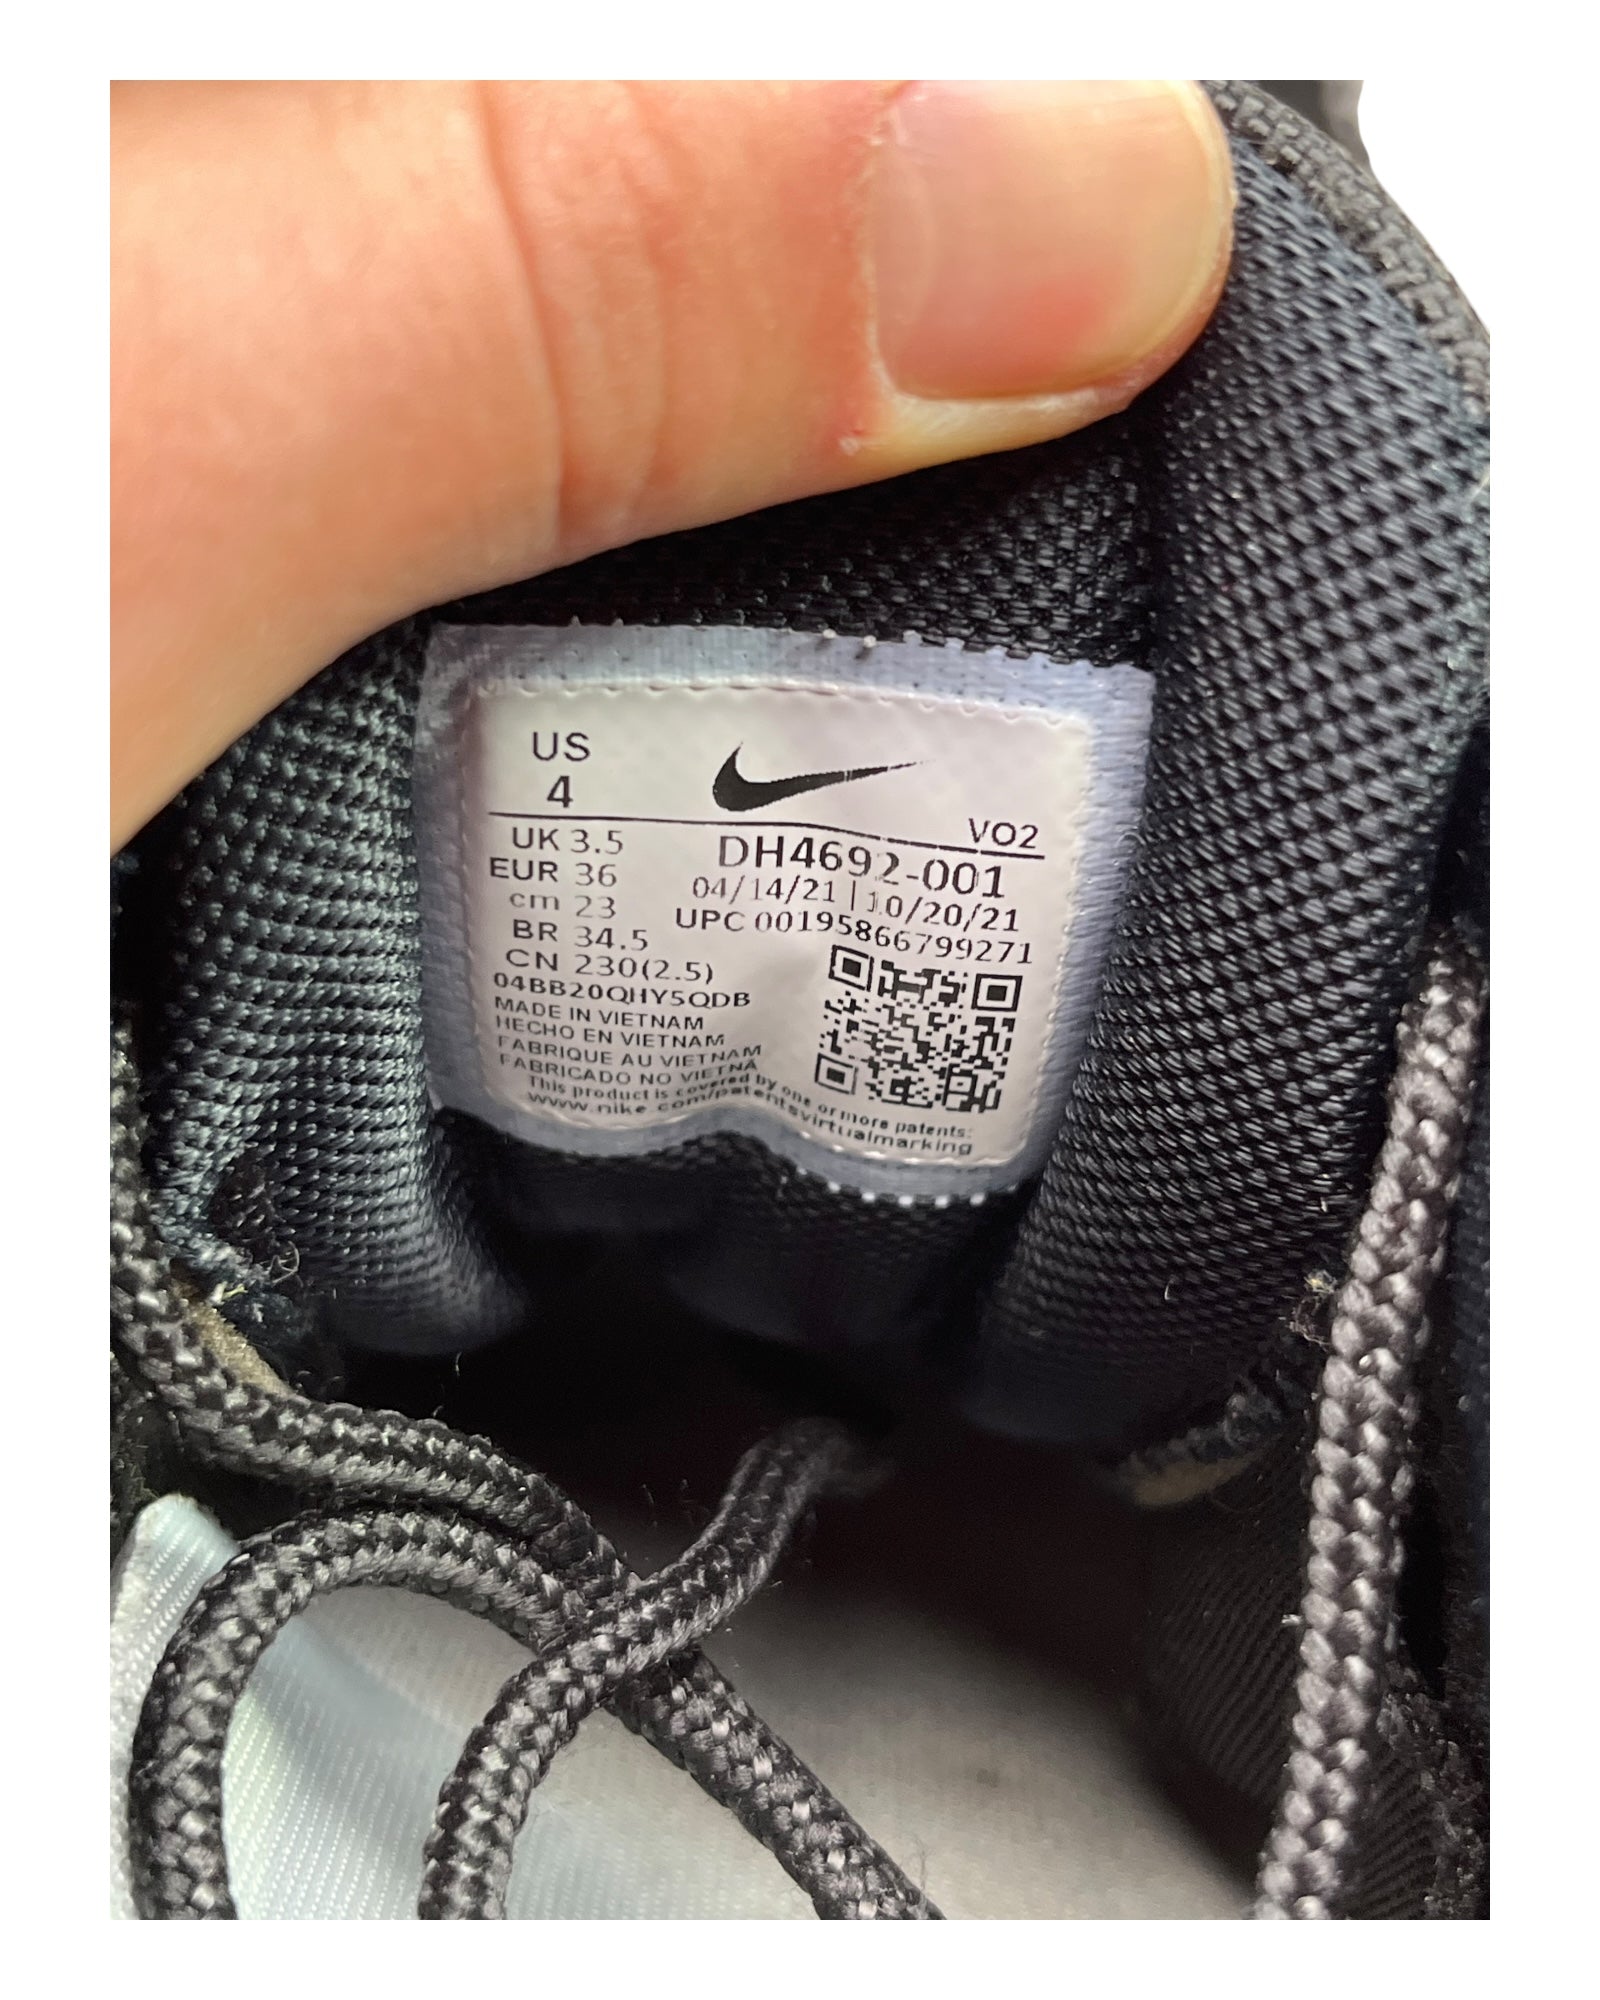 US
4
VO2
UK 3.5
EUR 36
cm 23
BR 34.5
CN 230(2.5)
DH4692-001
04/14/21 | 10/20/21
UPC 00195866799271
04BB20QHY5QDB
MADE IN VIETNAM
HECHO EN VIETNAM
FABRIQUE AU VIETNAM
FABRICADO NO VIETNÃ
This product is covered by one or more patents:
www.nike.com/patentsvirtualmarking